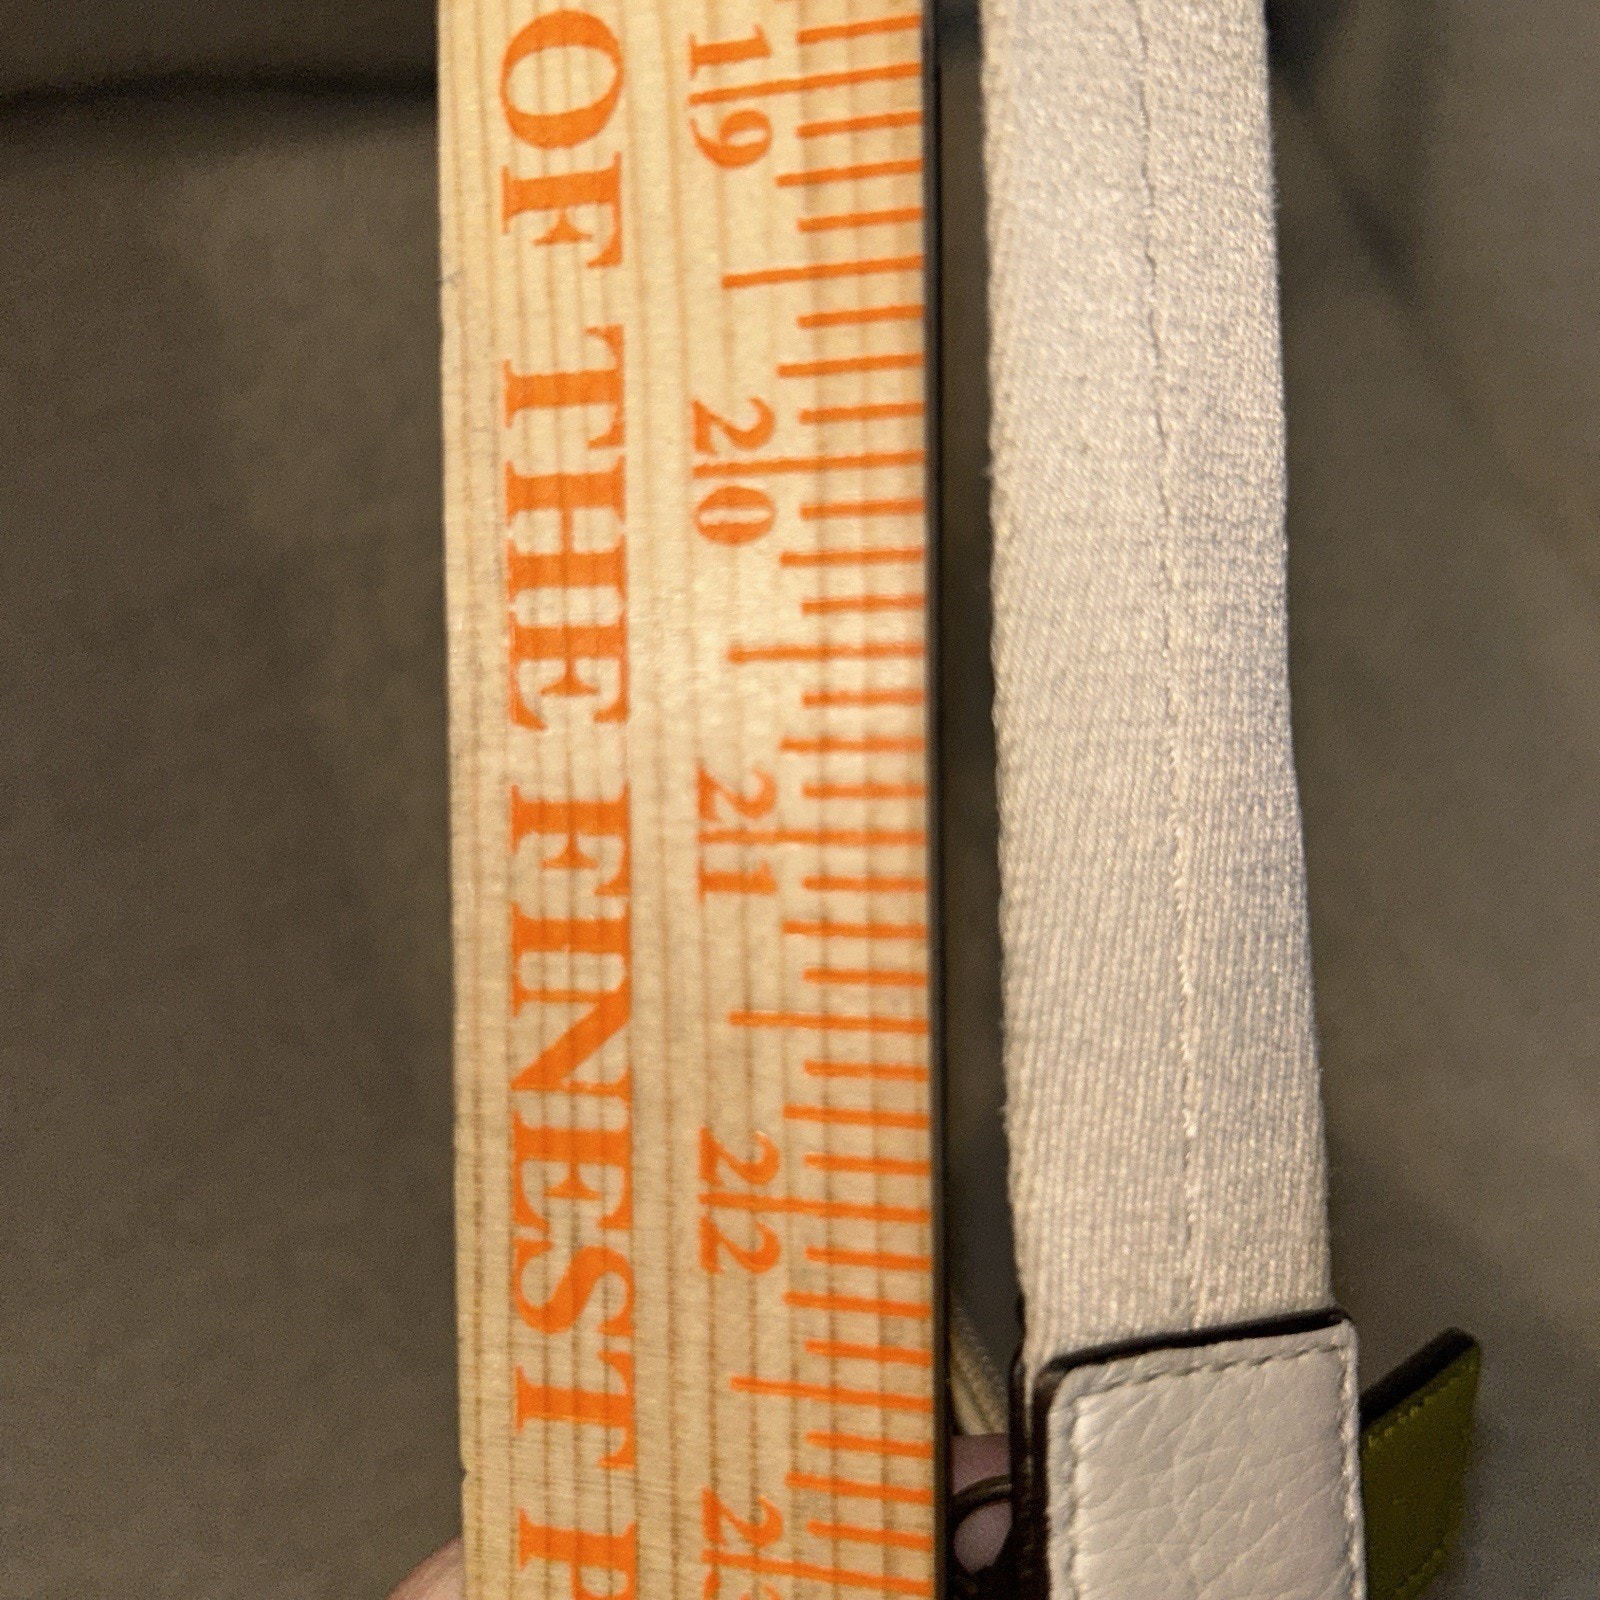 OF THE FINEST
19 20 21 22